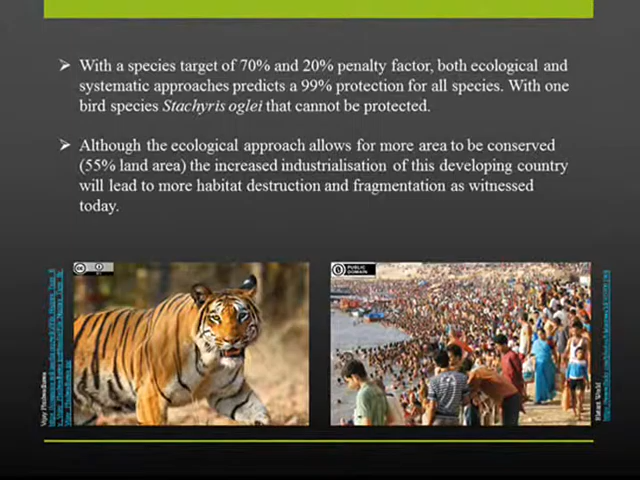 With a species target of 70% and 20% penalty factor, both ecological and
systematic approaches predicts a 99% protection for all species. With one
bird species Stachyris oglei that cannot be protected.
Although the ecological approach allows for more area to be conserved
(55% land area) the increased industrialisation of this developing country
will lead to more habitat destruction and fragmentation as witnessed
today.
PUBLIC
DOMAIN